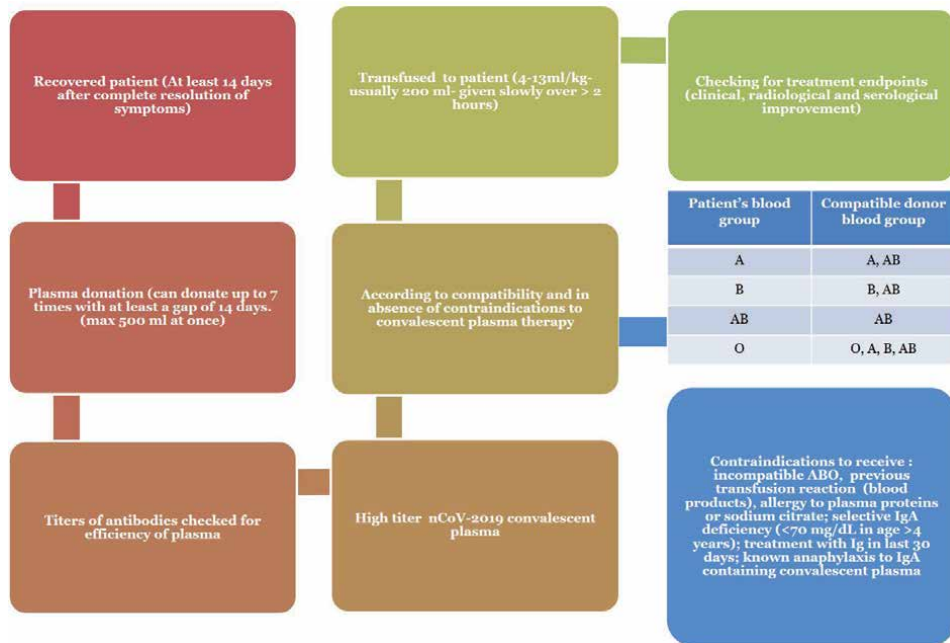 Recovered patient (At least 14 days
after complete resolution of
symptoms)
Plasma donation (can donate up to 7
times with at least a gap of 14 days.
(max 500 ml at once)
Titers of antibodies checked for
efficiency of plasma
High titer nCoV-2019 convalescent
plasma
According to compatibility and in
absence of contraindications to
convalescent plasma therapy
Transfused to patient (4-13ml/kg-
usually 200 ml- given slowly over > 2
hours)
Checking for treatment endpoints
(clinical, radiological and serological
improvement)
Patient's blood group | Compatible donor blood group
A | A, AB
B | B, AB
AB | AB
O | O, A, B, AB
Contraindications to receive :
incompatible ABO, previous
transfusion reaction (blood
products), allergy to plasma proteins
or sodium citrate; selective IgA
deficiency (<70 mg/dL in age >4
years); treatment with Ig in last 30
days; known anaphylaxis to IgA
containing convalescent plasma